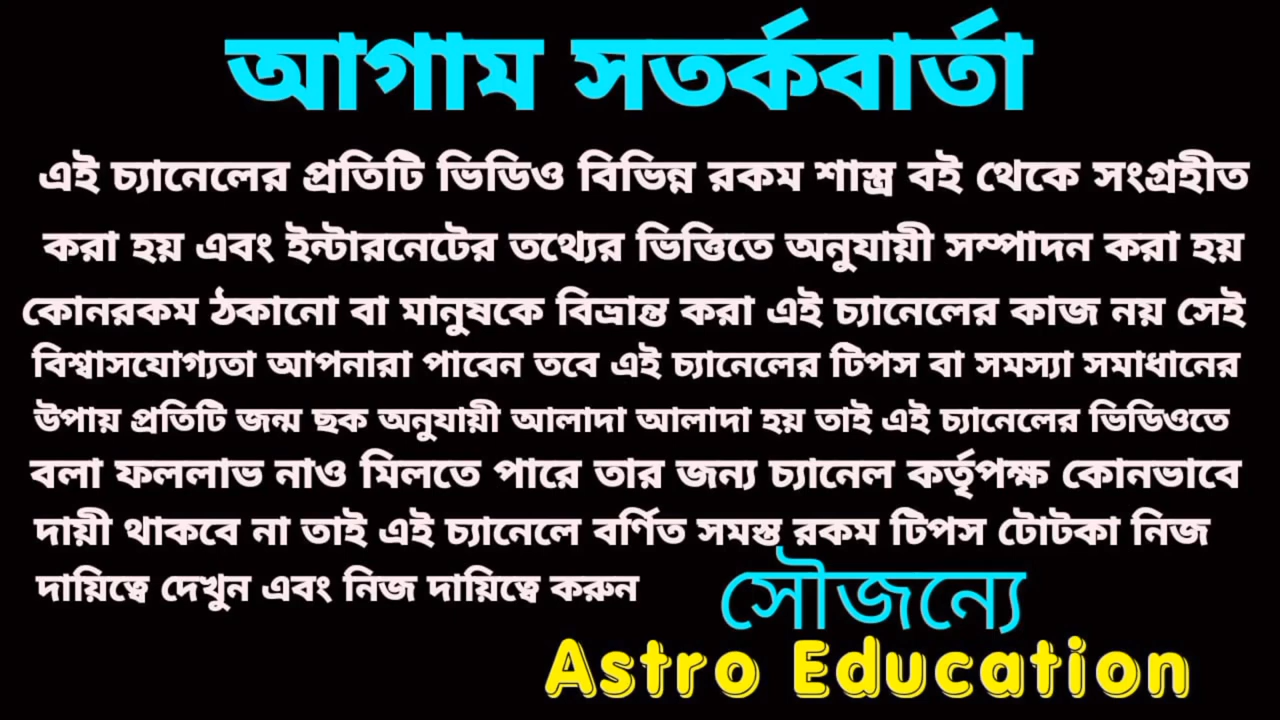 আগাম সতর্কবার্তা
এই চ্যানেলের প্রতিটি ভিডিও বিভিন্ন রকম শাস্ত্র বই থেকে সংগ্রহীত
করা হয় এবং ইন্টারনেটের তথ্যের ভিত্তিতে অনুযায়ী সম্পাদন করা হয়
কোনরকম ঠকানো বা মানুষকে বিভ্রান্ত করা এই চ্যানেলের কাজ নয় সেই
বিশ্বাসযোগ্যতা আপনারা পাবেন তবে এই চ্যানেলের টিপস বা সমস্যা সমাধানের
উপায় প্রতিটি জন্ম ছক অনুযায়ী আলাদা আলাদা হয় তাই এই চ্যানেলের ভিডিওতে
বলা ফললাভ নাও মিলতে পারে তার জন্য চ্যানেল কর্তৃপক্ষ কোনভাবে
দায়ী থাকবে না তাই এই চ্যানেলে বর্ণিত সমস্ত রকম টিপস টোটকা নিজ
দায়িত্বে দেখুন এবং নিজ দায়িত্বে করুন
সৌজন্যে
Astro Education